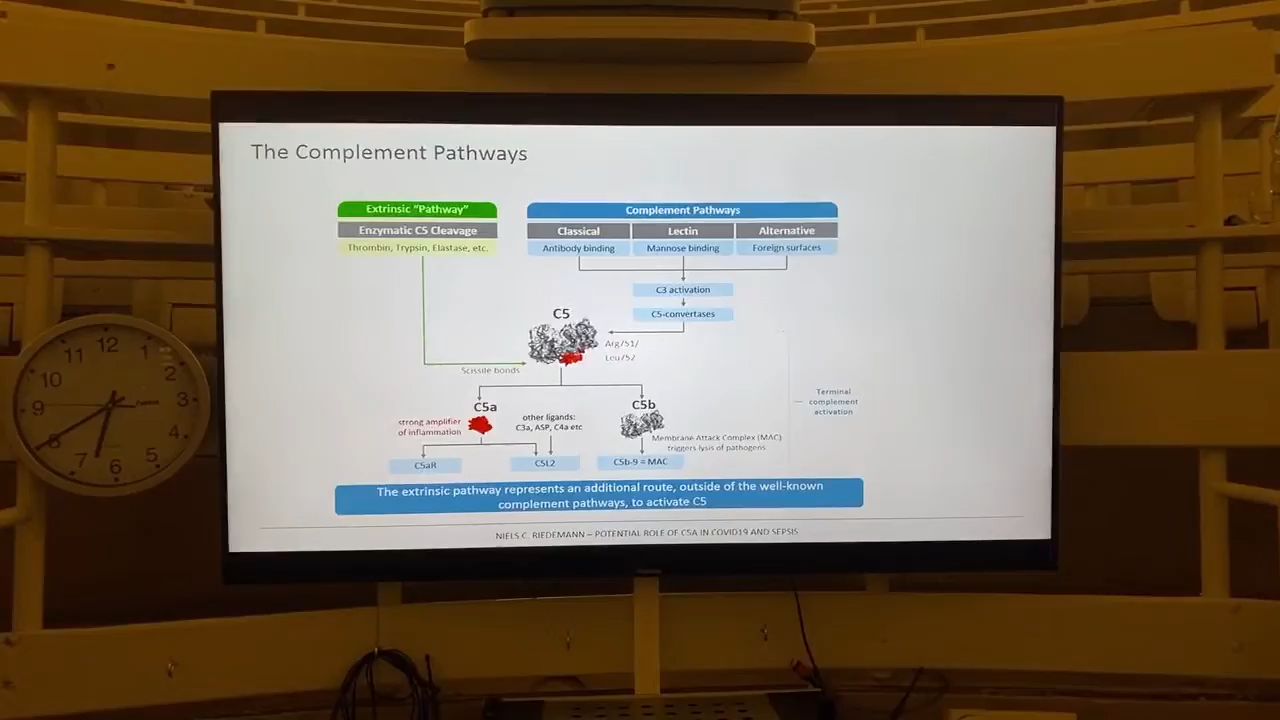 The Complement Pathways
Extrinsic “Pathway”
Enzymatic C5 Cleavage
Thrombin, Trypsin, Elastase, etc.
Complement Pathways
Classical
Lectin
Alternative
Antibody binding
Mannose binding
Foreign surfaces
C3 activation
C5-convertases
C5
Arg751/
Leu752
Scissile bonds
C5a
strong amplifier
of inflammation
other ligands:
C3a, ASP, C4a etc
C5b
Membrane Attack Complex (MAC)
triggers lysis of pathogens
Terminal
complement
activation
C5aR
C5L2
C5b-9 = MAC
The extrinsic pathway represents an additional route, outside of the well-known
complement pathways, to activate C5
NIELS C. RIEDEMANN – POTENTIAL ROLE OF C5A IN COVID19 AND SEPSIS
12
1
2
3
4
5
6
7
8
9
10
11